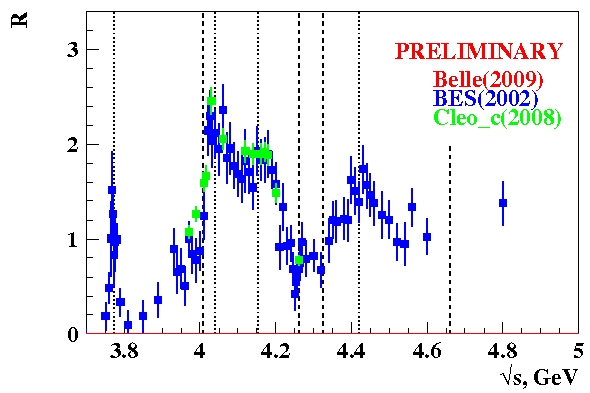 R
3
PRELIMINARY
Belle(2009)
BES(2002)
Cleo_c(2008)
2
1
0
3.8 4 4.2 4.4 4.6 4.8 5
√s, GeV